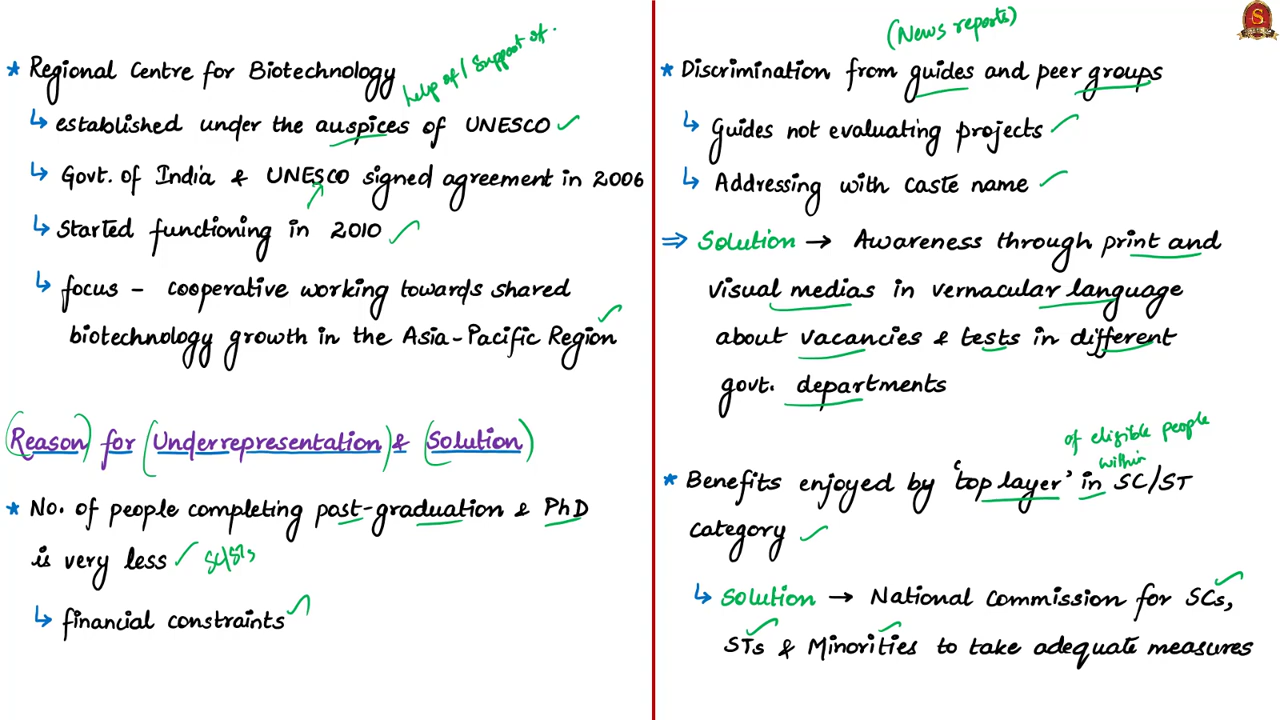 * Regional Centre for Biotechnology
help of / Support of
↳ established under the auspices of UNESCO ✓
↳ Govt. of India & UNESCO signed agreement in 2006
↳ Started functioning in 2010 ✓
↳ focus - cooperative working towards shared
biotechnology growth in the Asia-Pacific Region ✓
(Reason) for (Underrepresentation) & (Solution)
* No. of people completing post-graduation & PhD
is very less ✓ SC/STs
↳ financial constraints ✓
(News reports)
* Discrimination from guides and peer groups
↳ Guides not evaluating projects ✓
↳ Addressing with caste name ✓
⇒ Solution → Awareness through print and
visual medias in vernacular language
about vacancies & tests in different
govt. departments
of eligible people
within
* Benefits enjoyed by 'top layer' in SC/ST
category ✓
↳ Solution → National Commission for SCs,
STs & Minorities to take adequate measures
S